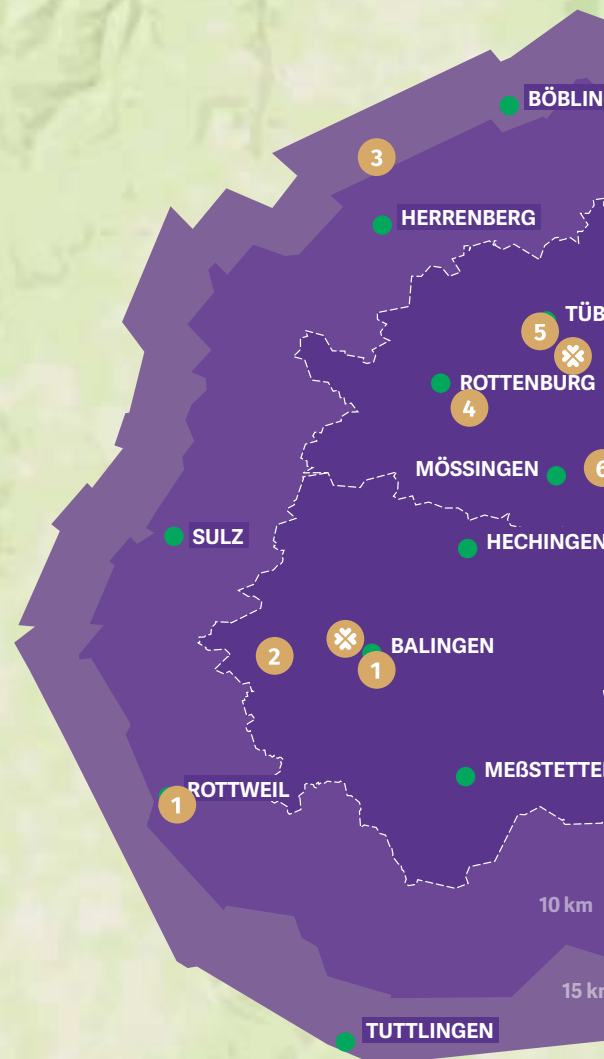 BÖBLIN
3
HERRENBERG
TÜB
5
ROTTENBURG
4
MÖSSINGEN
6
SULZ
HECHINGEN
BALINGEN
2
1
MEẞSTETTE
ROTTWEIL
1
10 km
15 k
TUTTLINGEN